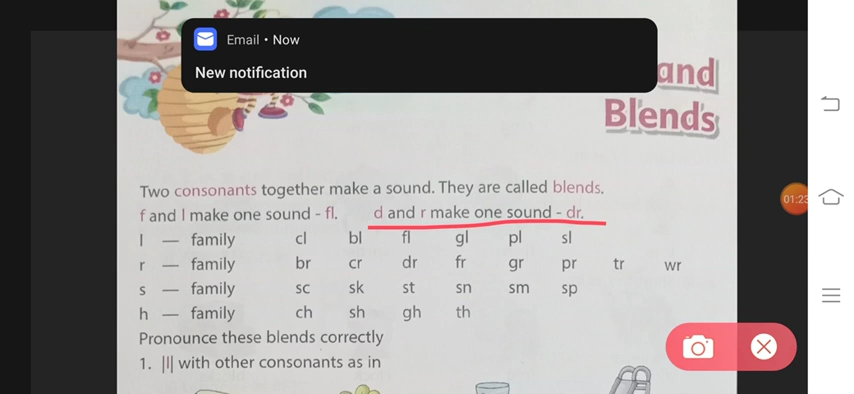 Email • Now
New notification
and
Blends
Two consonants together make a sound. They are called blends.
f and l make one sound - fl. d and r make one sound - dr.
l — family cl bl fl gl pl sl
r — family br cr dr fr gr pr tr wr
s — family sc sk st sn sm sp
h — family ch sh gh th
Pronounce these blends correctly
1. |l| with other consonants as in
01:23